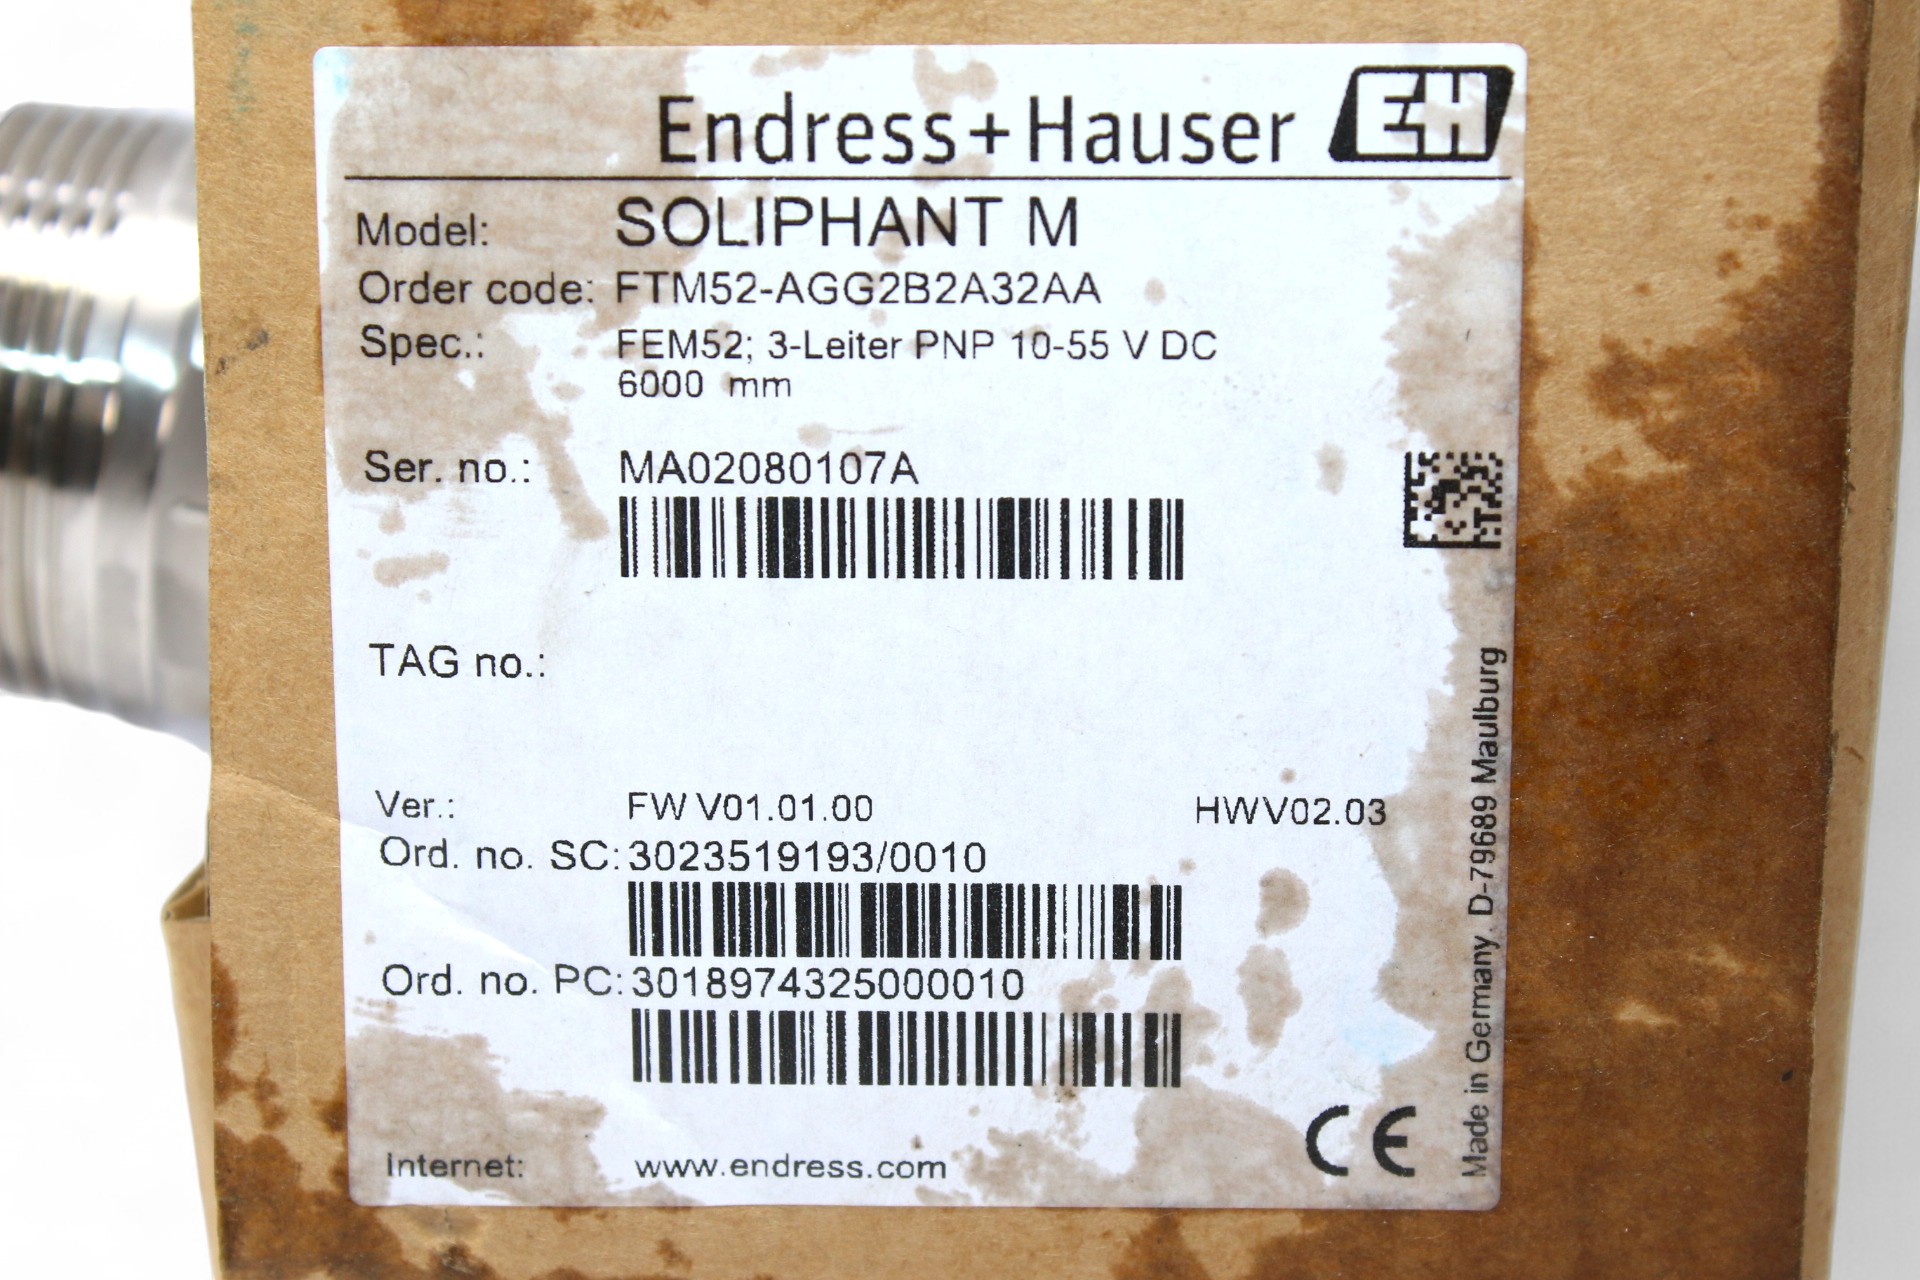 Endress+Hauser EH
Model: SOLIPHANT M
Order code: FTM52-AGG2B2A32AA
Spec.: FEM52; 3-Leiter PNP 10-55 V DC
6000 mm
Ser. no.: MA02080107A
TAG no.:
Ver.: FW V01.01.00 HWV02.03
Ord. no. SC: 3023519193/0010
Ord. no. PC: 3018974325000010
Internet: www.endress.com
CE
Made in Germany, D-79689 Maulburg